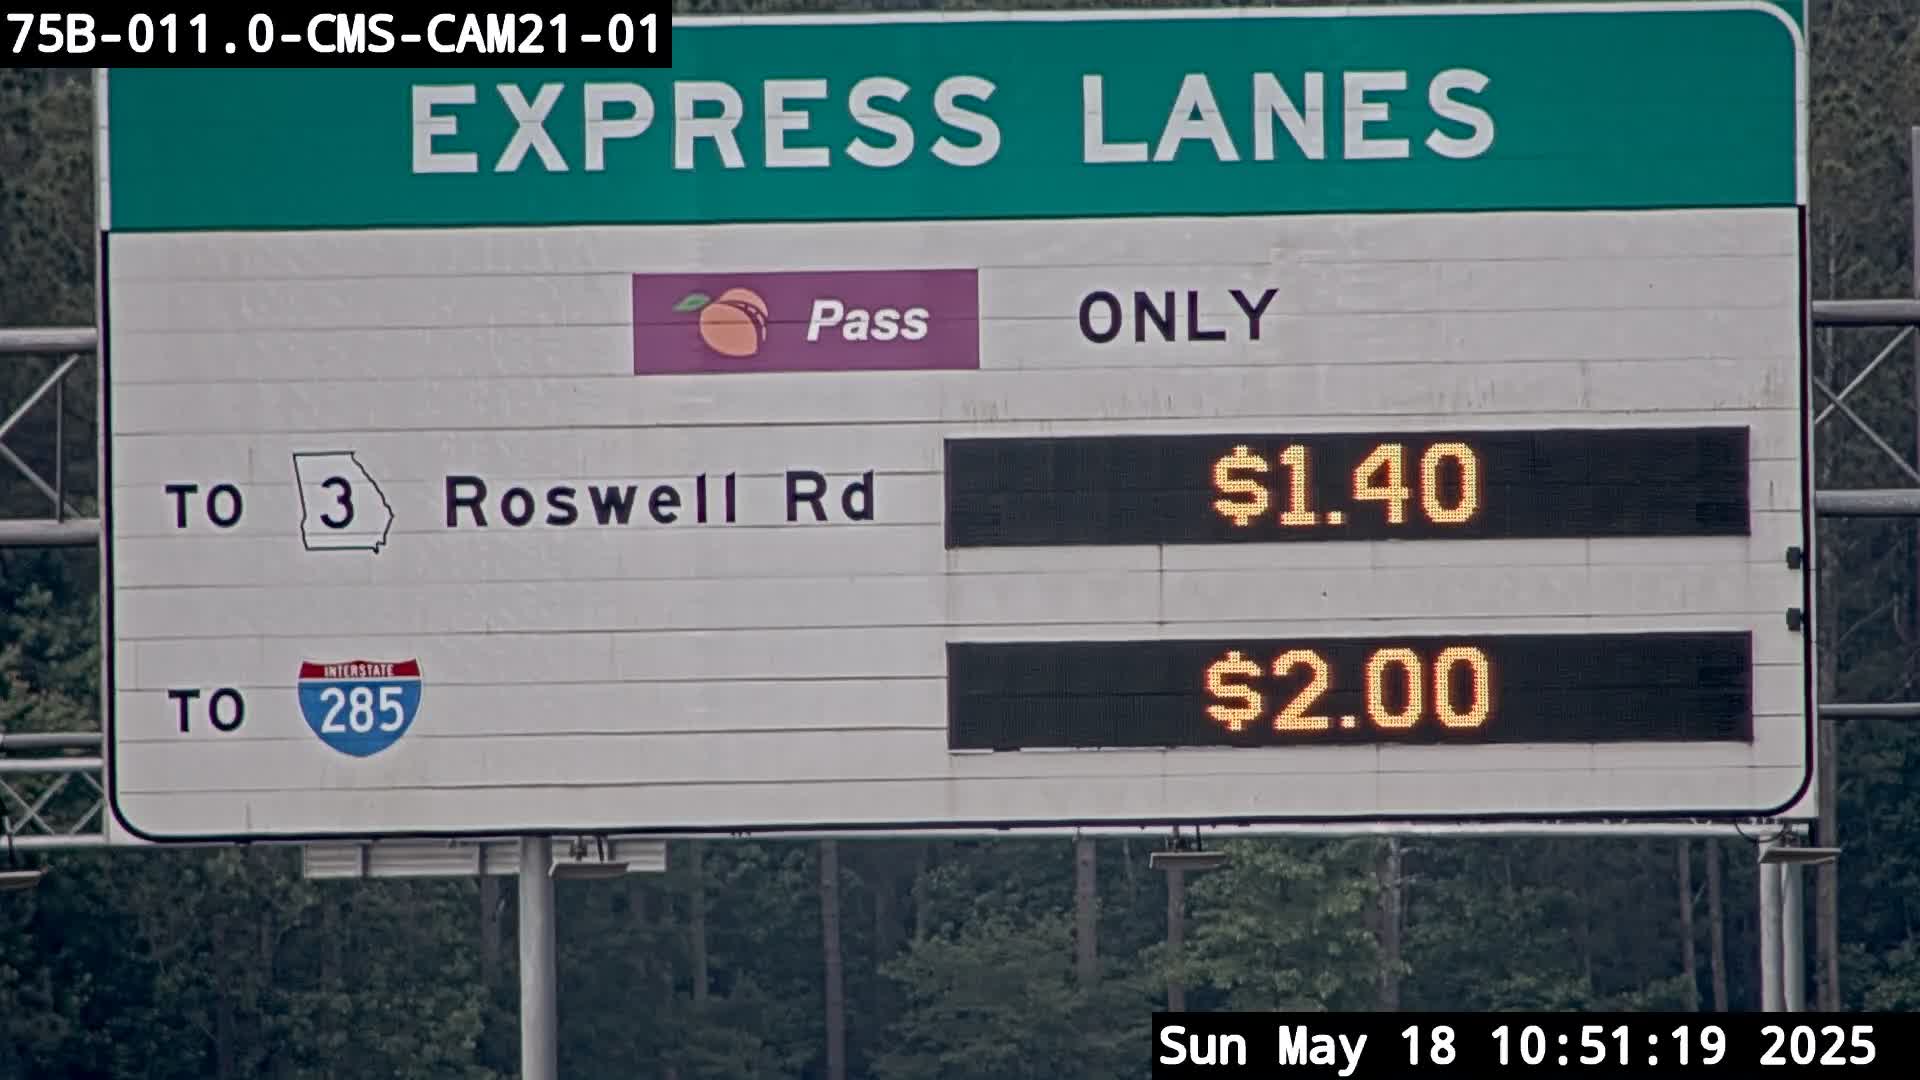 75B-011.0-CMS-CAM21-01
EXPRESS LANES
Pass ONLY
TO 3 Roswell Rd $1.40
TO INTERSTATE 285 $2.00
Sun May 18 10:51:19 2025